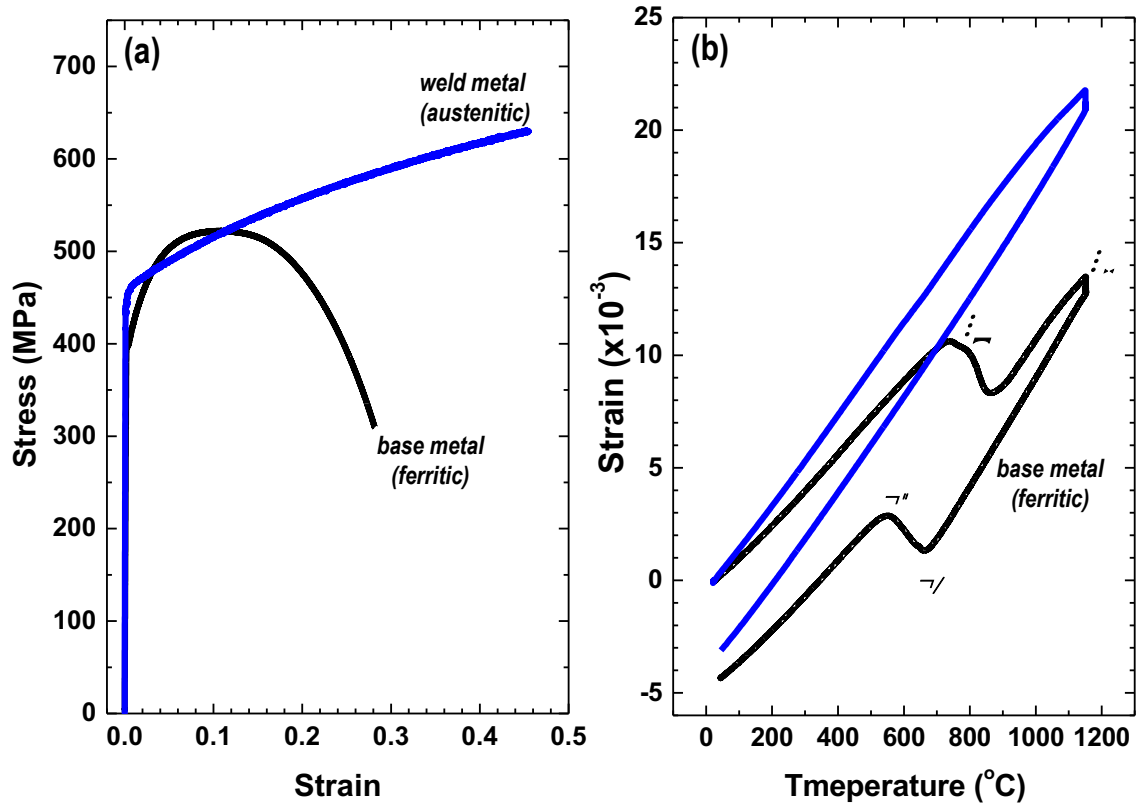 (a)
700
600
500
400
300
200
100
0
Stress (MPa)
weld metal
(austenitic)
base metal
(ferritic)
0.0 0.1 0.2 0.3 0.4 0.5
Strain
(b)
25
20
15
10
5
0
-5
Strain (x10⁻³)
base metal
(ferritic)
0 200 400 600 800 1000 1200
Tmeperature (°C)